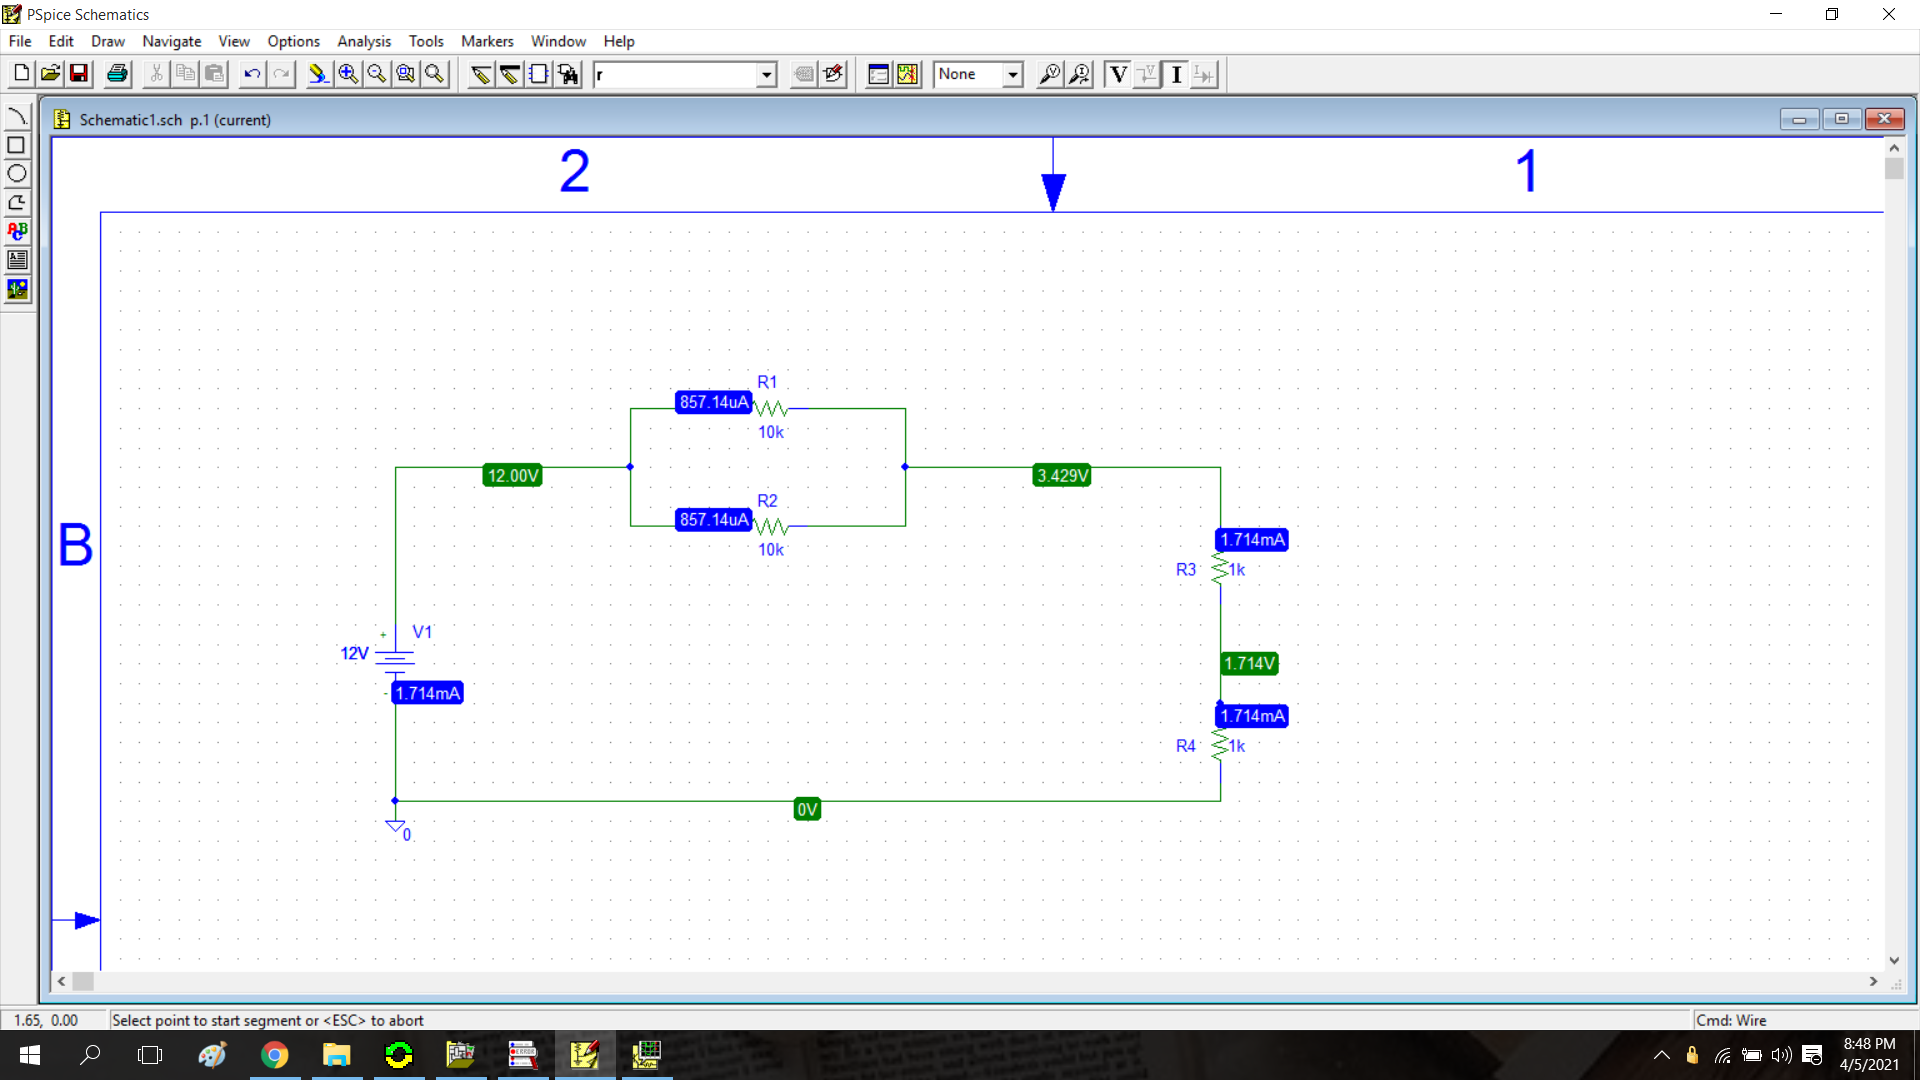 PSpice Schematics
File Edit Draw Navigate View Options Analysis Tools Markers Window Help
r
None
V V I I
Schematic1.sch p.1 (current)
ABC
2 1
B
R1
857.14uA
10k
12.00V
3.429V
R2
857.14uA
10k
1.714mA
R3 1k
+ V1
12V
- 1.714mA
1.714V
1.714mA
R4 1k
0V
0
1.65, 0.00 Select point to start segment or <ESC> to abort Cmd: Wire
ERROR
8:48 PM
4/5/2021